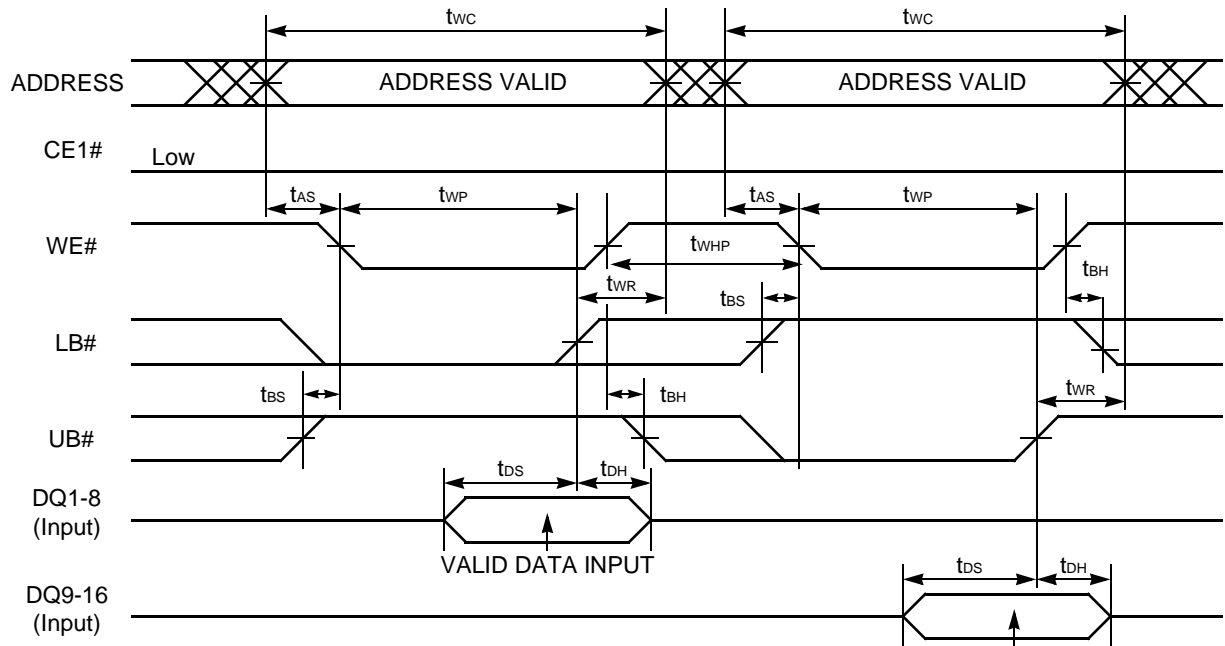 tWC tWC
ADDRESS ADDRESS VALID ADDRESS VALID
CE1# Low
tAS tWP tAS tWP
WE# tWHP tBH
tWR tBS
LB#
tBS tBH tWR
UB#
tDS tDH
DQ1-8
(Input)
VALID DATA INPUT
tDS tDH
DQ9-16
(Input)